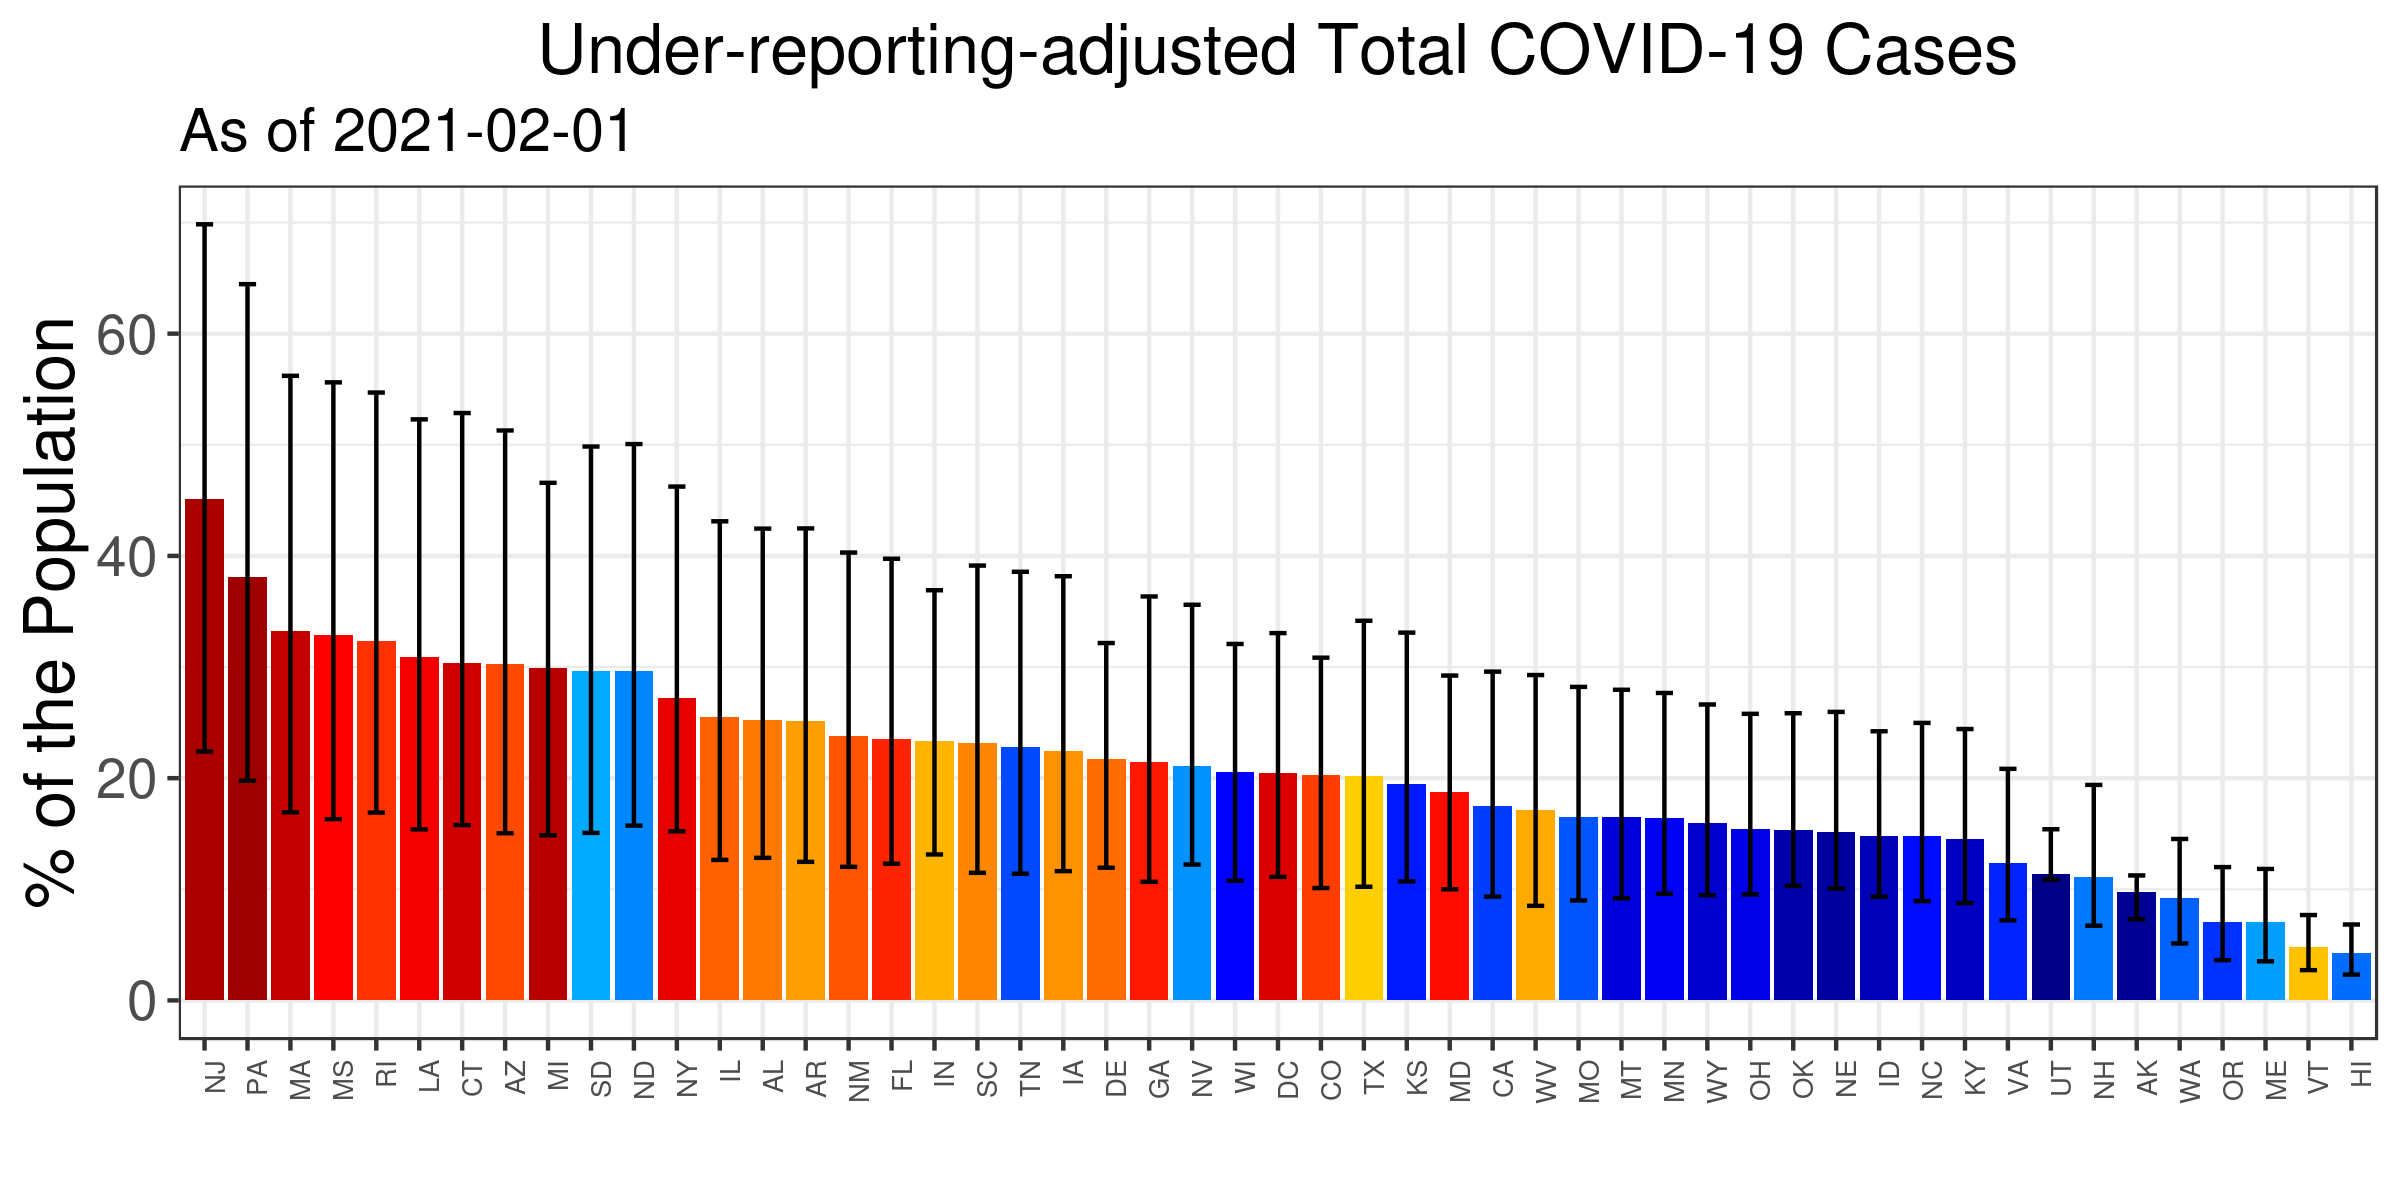 Under-reporting-adjusted Total COVID-19 Cases
As of 2021-02-01
% of the Population
60
40
20
0
NJ PA MA MS RI LA CT AZ MI SD ND NY IL AL AR NM FL IN SC TN IA DE GA NV WI DC CO TX KS MD CA WV MO MT MN WY OH OK NE ID NC KY VA UT NH AK WA OR ME VT HI